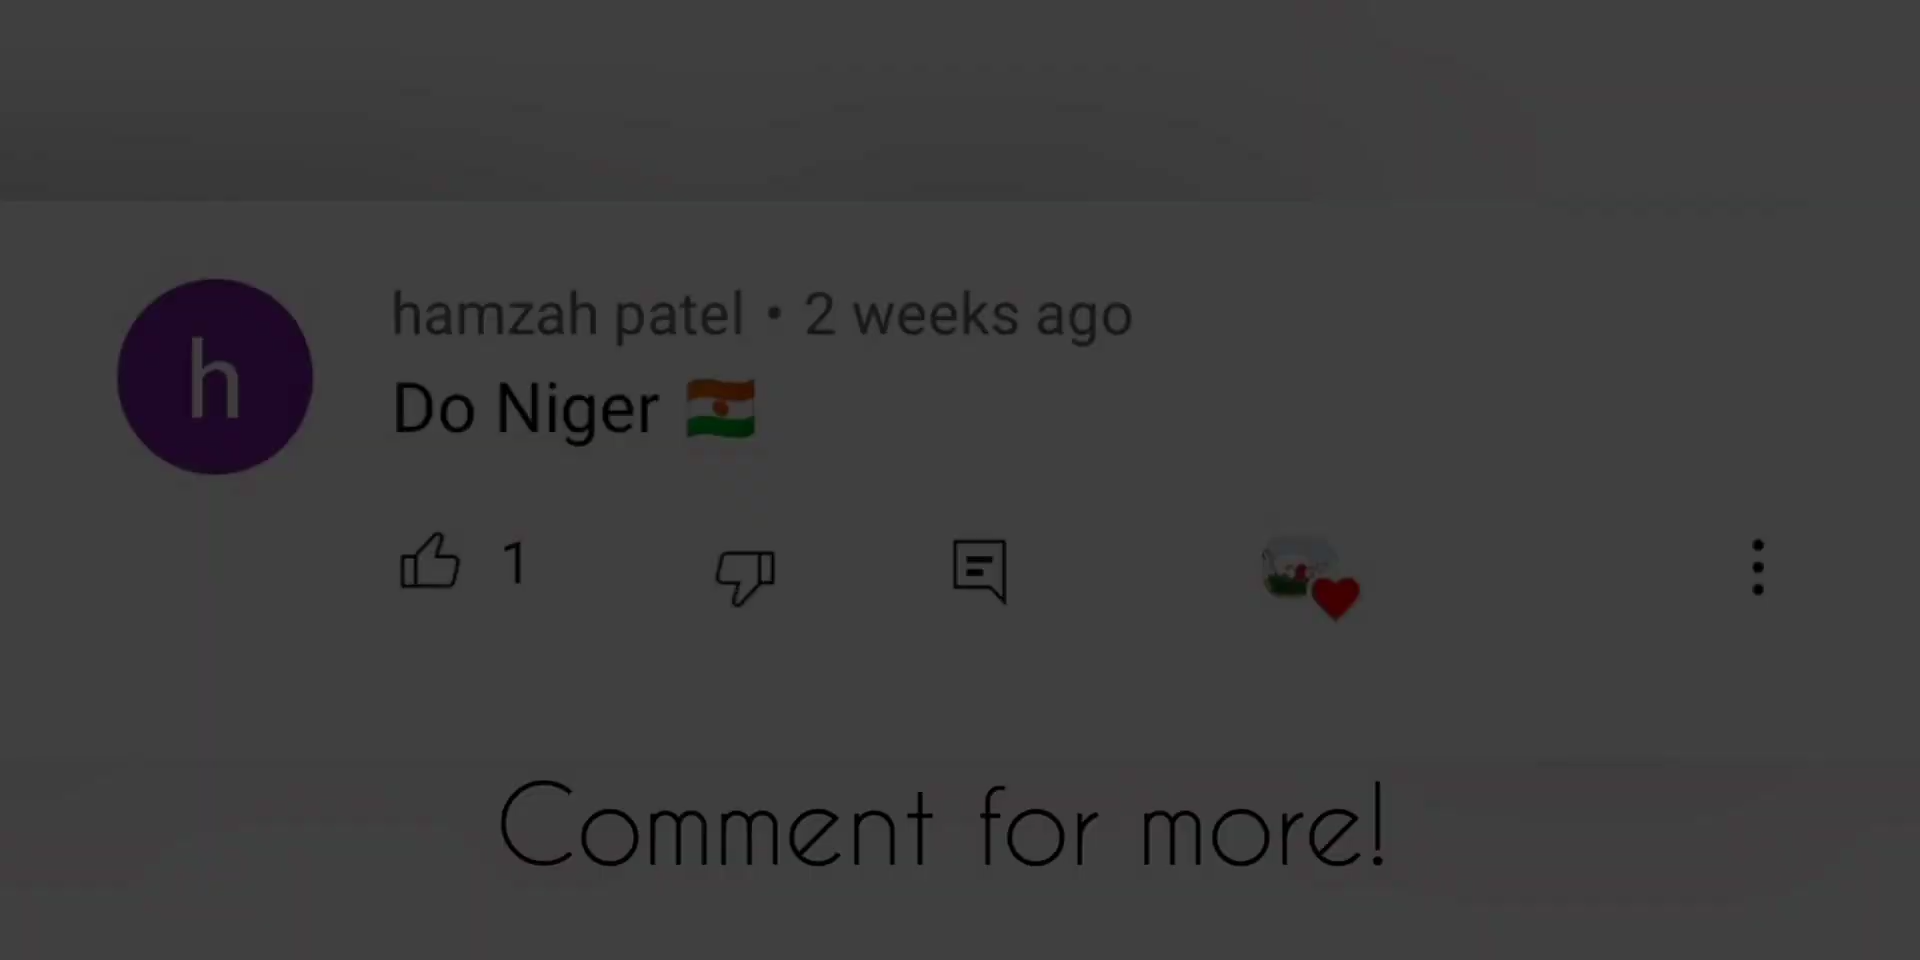 h
hamzah patel • 2 weeks ago
Do Niger 🇳🇪
1
Comment for more!